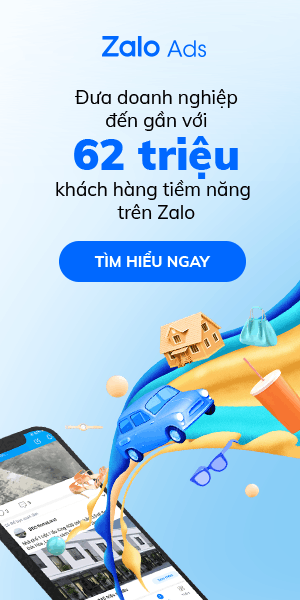 Zalo Ads
Đưa doanh nghiệp
đến gần với
62 triệu
khách hàng tiềm năng
trên Zalo
TÌM HIỂU NGAY